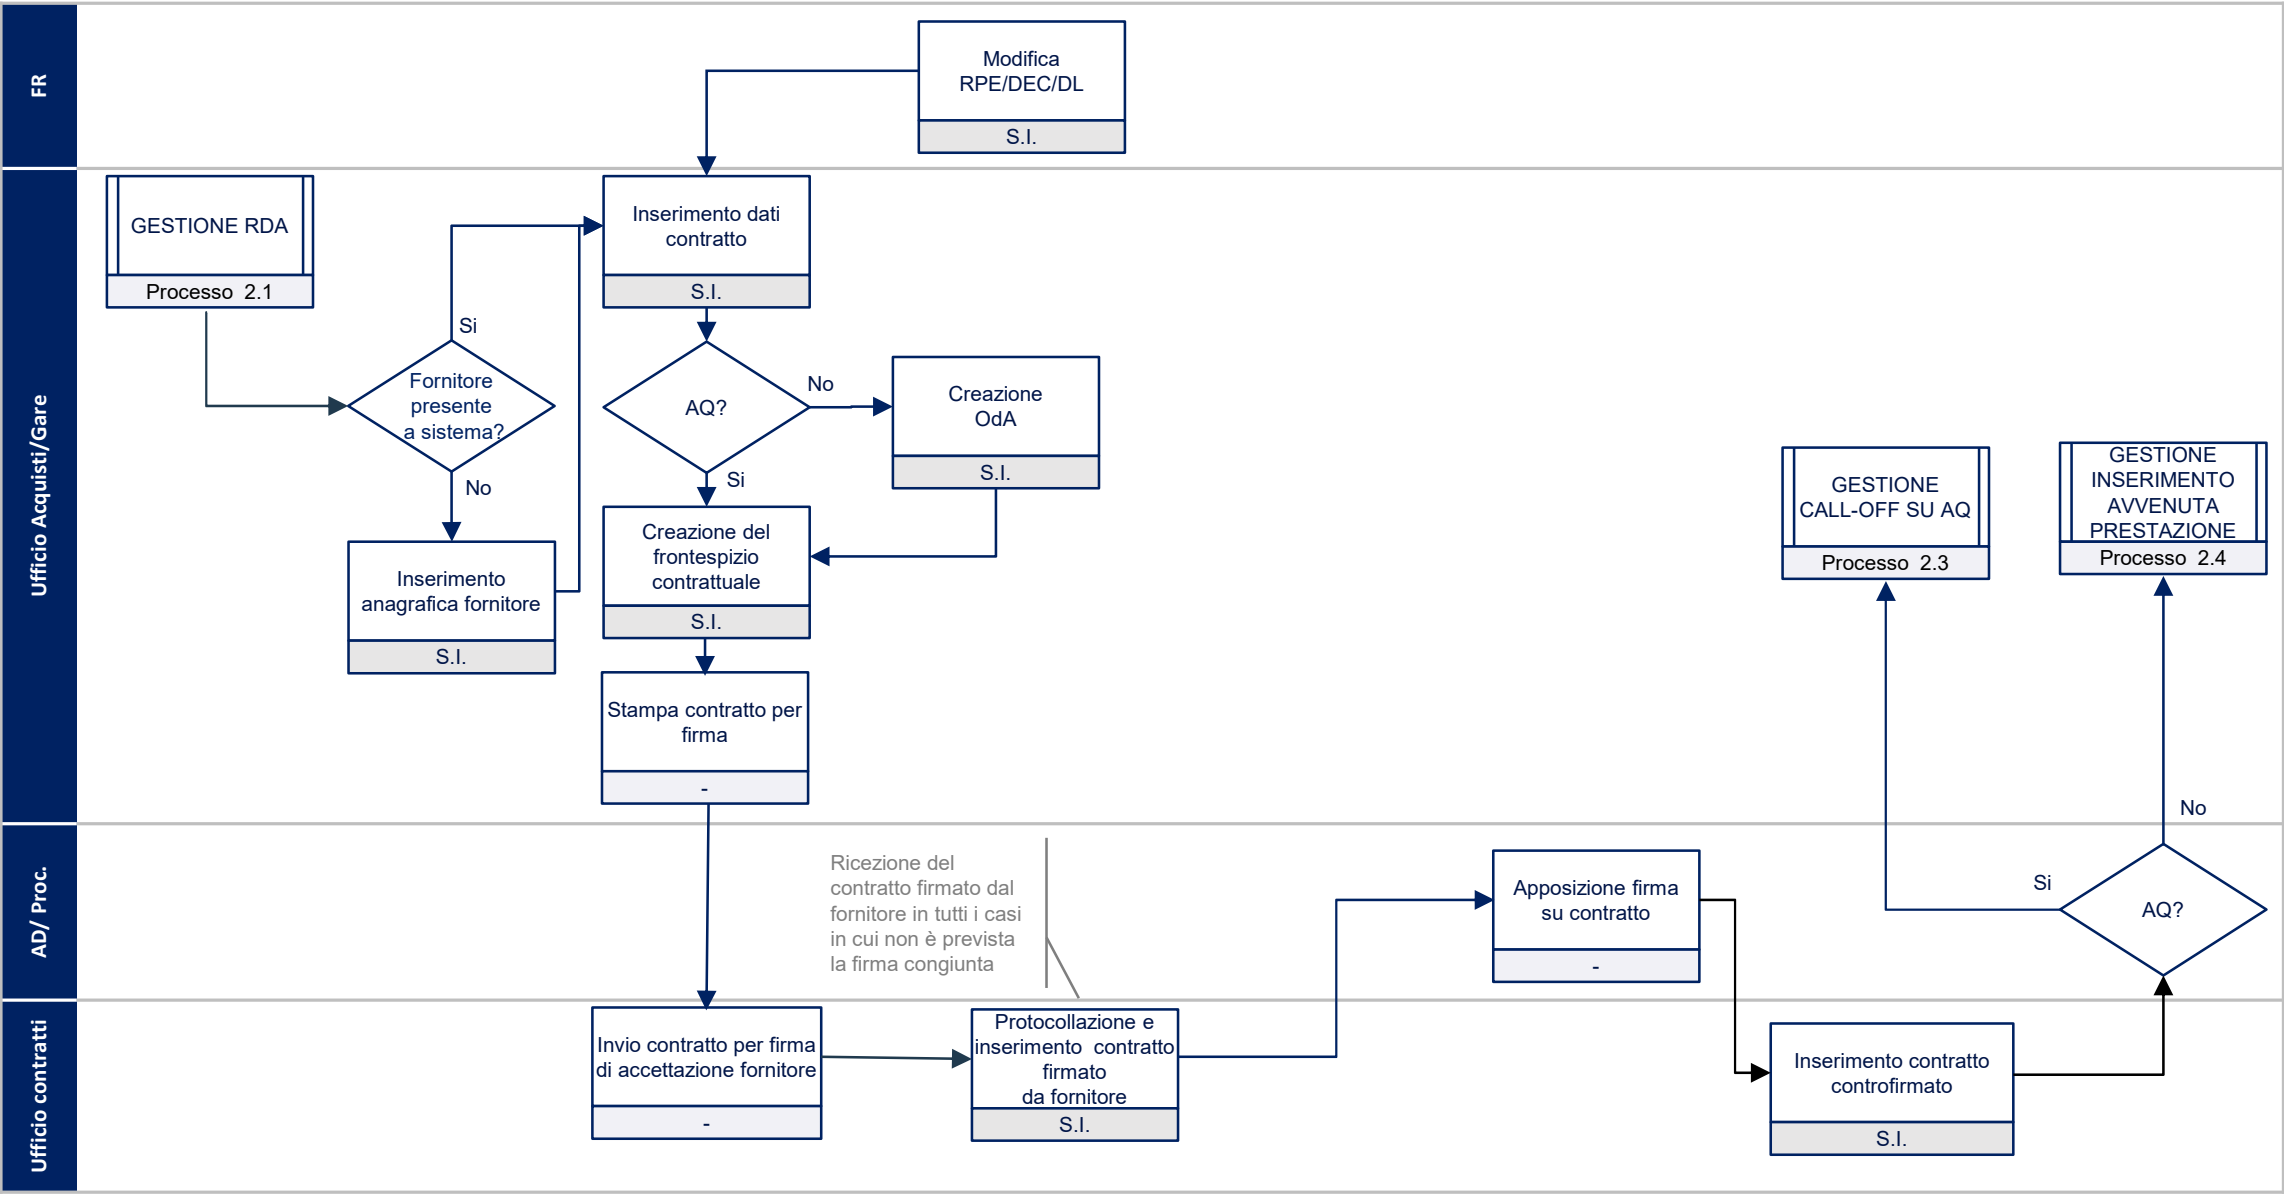 FR
Modifica
RPE/DEC/DL
S.I.
Ufficio Acquisti/Gare
GESTIONE RDA
Processo 2.1
Fornitore
presente
a sistema?
Si
No
Inserimento
anagrafica fornitore
S.I.
Inserimento dati
contratto
S.I.
AQ?
No
Si
Creazione
OdA
S.I.
Creazione del
frontespizio
contrattuale
S.I.
Stampa contratto per
firma
-
GESTIONE
CALL-OFF SU AQ
Processo 2.3
GESTIONE
INSERIMENTO
AVVENUTA
PRESTAZIONE
Processo 2.4
No
AD/ Proc.
Ricezione del
contratto firmato dal
fornitore in tutti i casi
in cui non è prevista
la firma congiunta
Apposizione firma
su contratto
-
Si
AQ?
Ufficio contratti
Invio contratto per firma
di accettazione fornitore
-
Protocollazione e
inserimento contratto
firmato
da fornitore
S.I.
Inserimento contratto
controfirmato
S.I.